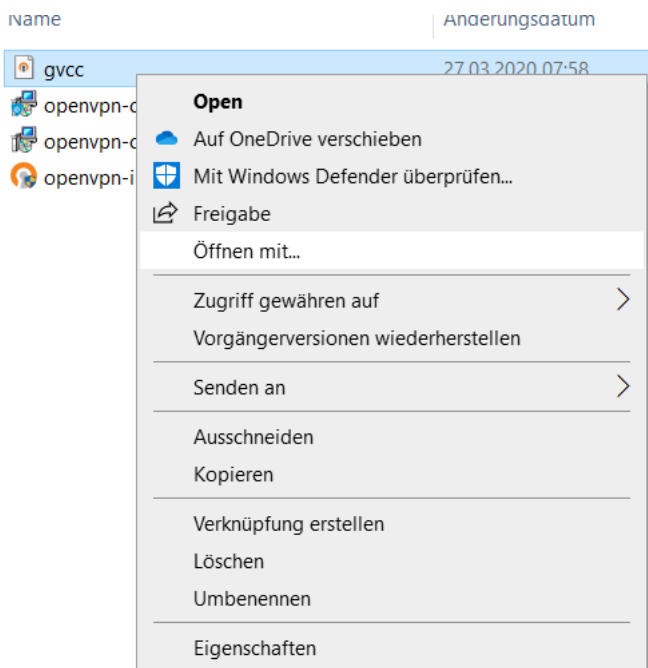 Name Änderungsdatum
gvcc 27.03.2020 07:58
openvpn-c
openvpn-c
openvpn-i
Open
Auf OneDrive verschieben
Mit Windows Defender überprüfen...
Freigabe
Öffnen mit...
Zugriff gewähren auf
Vorgängerversionen wiederherstellen
Senden an
Ausschneiden
Kopieren
Verknüpfung erstellen
Löschen
Umbenennen
Eigenschaften